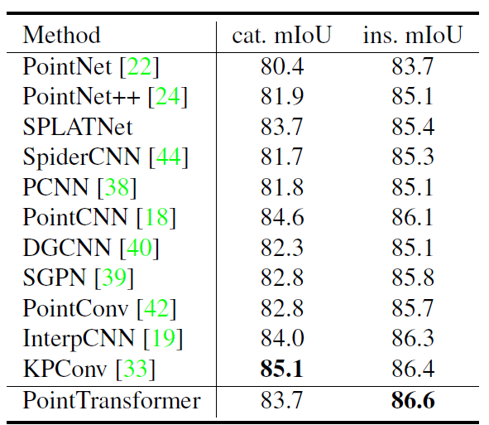 Method cat. mIoU ins. mIoU
PointNet [22] 80.4 83.7
PointNet++ [24] 81.9 85.1
SPLATNet 83.7 85.4
SpiderCNN [44] 81.7 85.3
PCNN [38] 81.8 85.1
PointCNN [18] 84.6 86.1
DGCNN [40] 82.3 85.1
SGPN [39] 82.8 85.8
PointConv [42] 82.8 85.7
InterpCNN [19] 84.0 86.3
KPConv [33] 85.1 86.4
PointTransformer 83.7 86.6